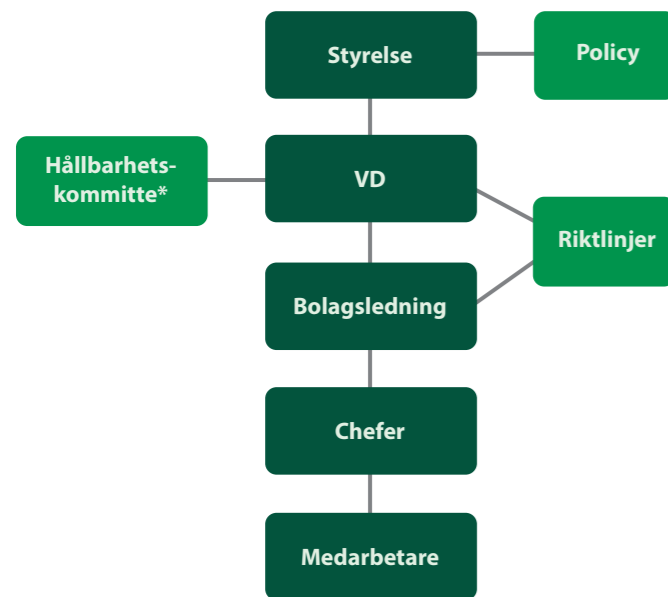 Styrelse
Policy
Hållbarhets-
kommitte*
VD
Riktlinjer
Bolagsledning
Chefer
Medarbetare